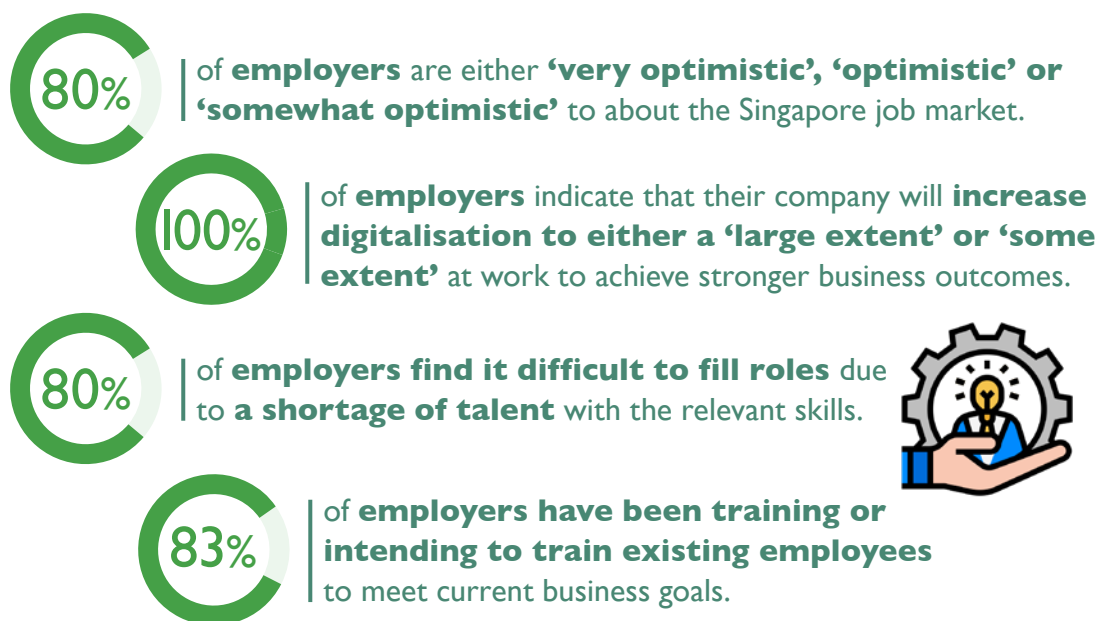 80%
of employers are either ‘very optimistic’, ‘optimistic’ or
‘somewhat optimistic’ to about the Singapore job market.
100%
of employers indicate that their company will increase
digitalisation to either a ‘large extent’ or ‘some
extent’ at work to achieve stronger business outcomes.
80%
of employers find it difficult to fill roles due
to a shortage of talent with the relevant skills.
83%
of employers have been training or
intending to train existing employees
to meet current business goals.